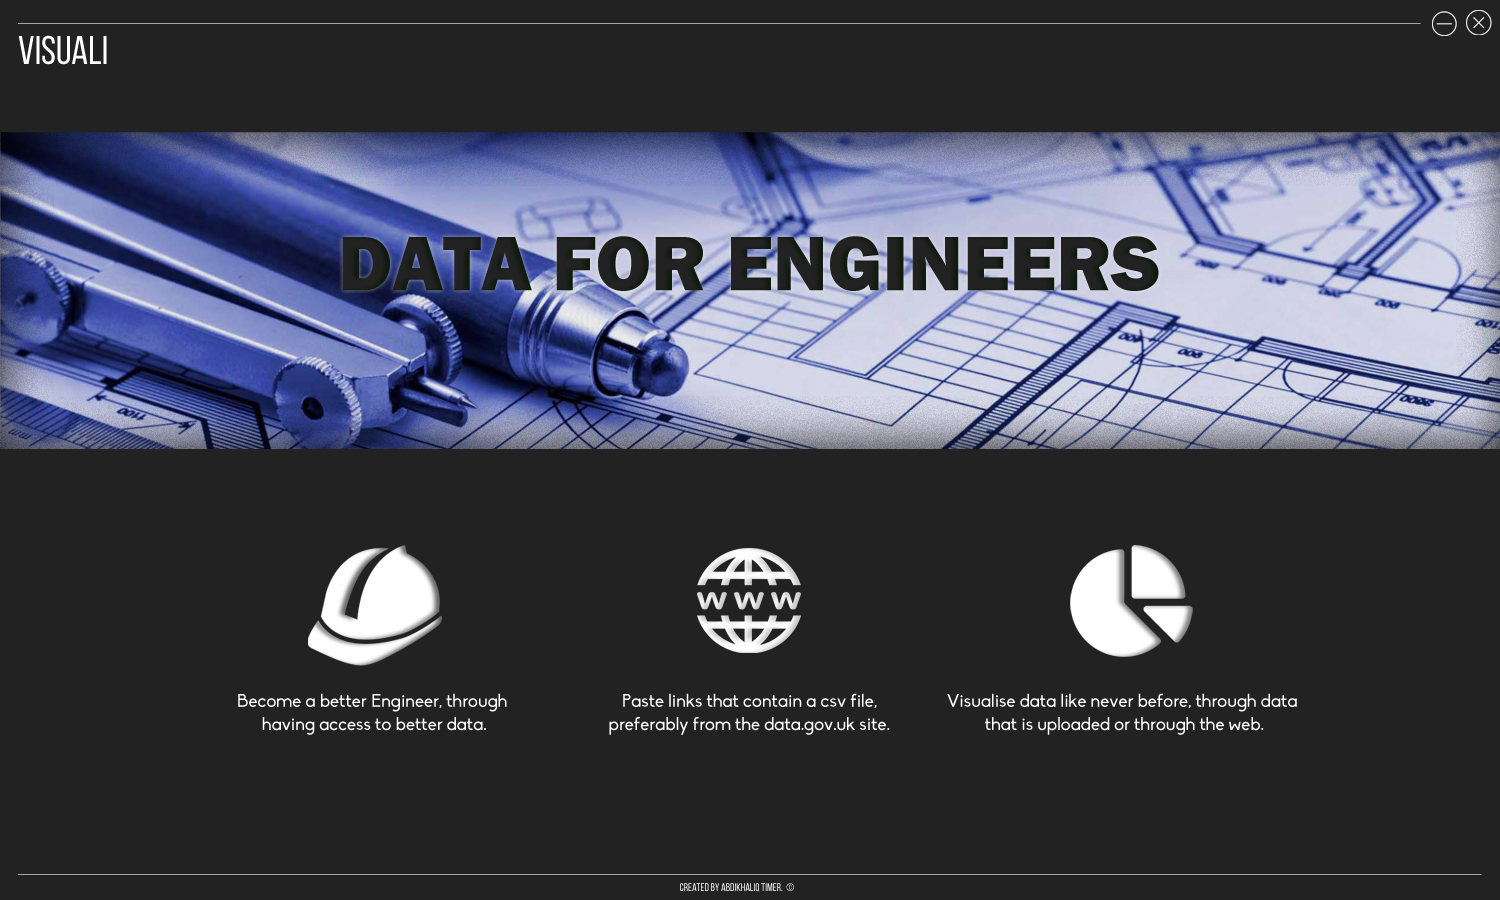 VISUALI
DATA FOR ENGINEERS
1100
www
Become a better Engineer, through
having access to better data.
Paste links that contain a csv file,
preferably from the data.gov.uk site.
Visualise data like never before, through data
that is uploaded or through the web.
CREATED BY ABDIKHALIQ TIMER. ©